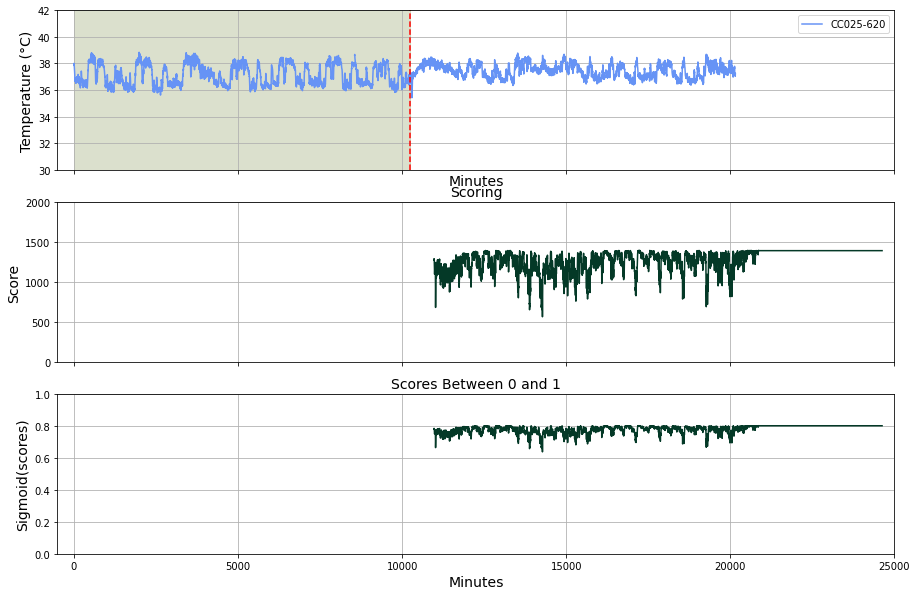 42
40
38
36
34
32
30
Temperature (°C)
CC025-620
Minutes
Scoring
2000
1500
1000
500
0
Score
Scores Between 0 and 1
1.0
0.8
0.6
0.4
0.2
0.0
Sigmoid(scores)
0 5000 10000 15000 20000 25000
Minutes